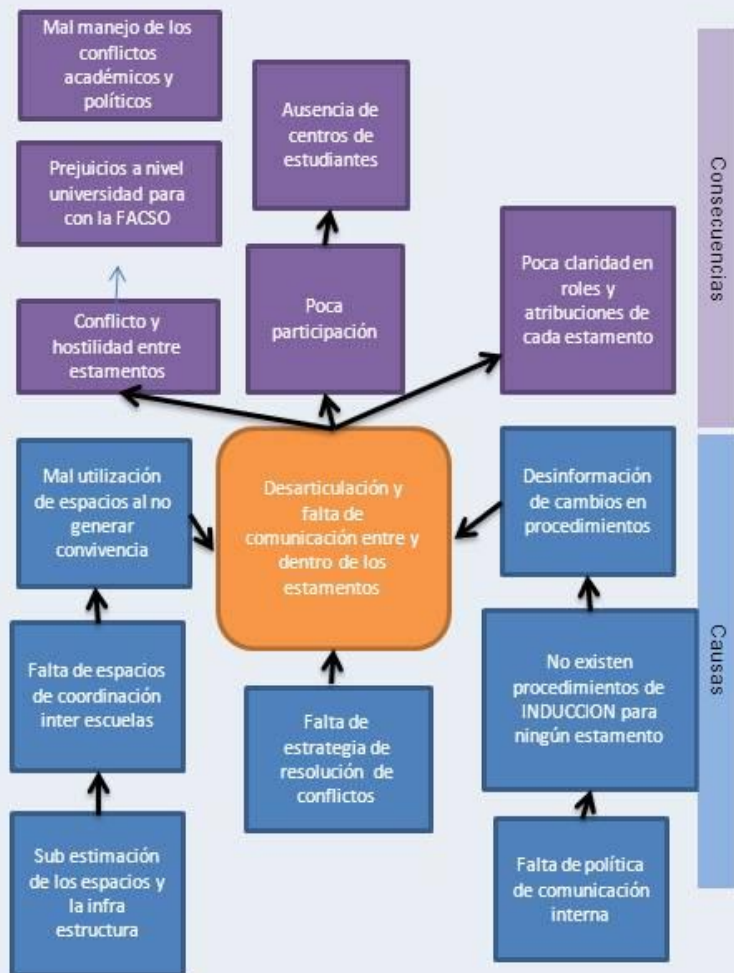 Mal manejo de los
conflictos
académicos y
políticos
Ausencia de
centros de
estudiantes
Prejuicios a nivel
universidad para
con la FACSO
Poca claridad en
roles y
atribuciones de
cada estamento
Poca
participación
Conflicto y
hostilidad entre
estamentos
Consecuencias
Mal utilización
de espacios al no
generar
convivencia
Desarticulación y
falta de
comunicación entre y
dentro de los
estamentos
Desinformación
de cambios en
procedimientos
Falta de espacios
de coordinación
inter escuelas
No existen
procedimientos de
INDUCCION para
ningún estamento
Falta de
estrategia de
resolución de
conflictos
Sub estimación
de los espacios y
la infra
estructura
Falta de política
de comunicación
interna
Causas